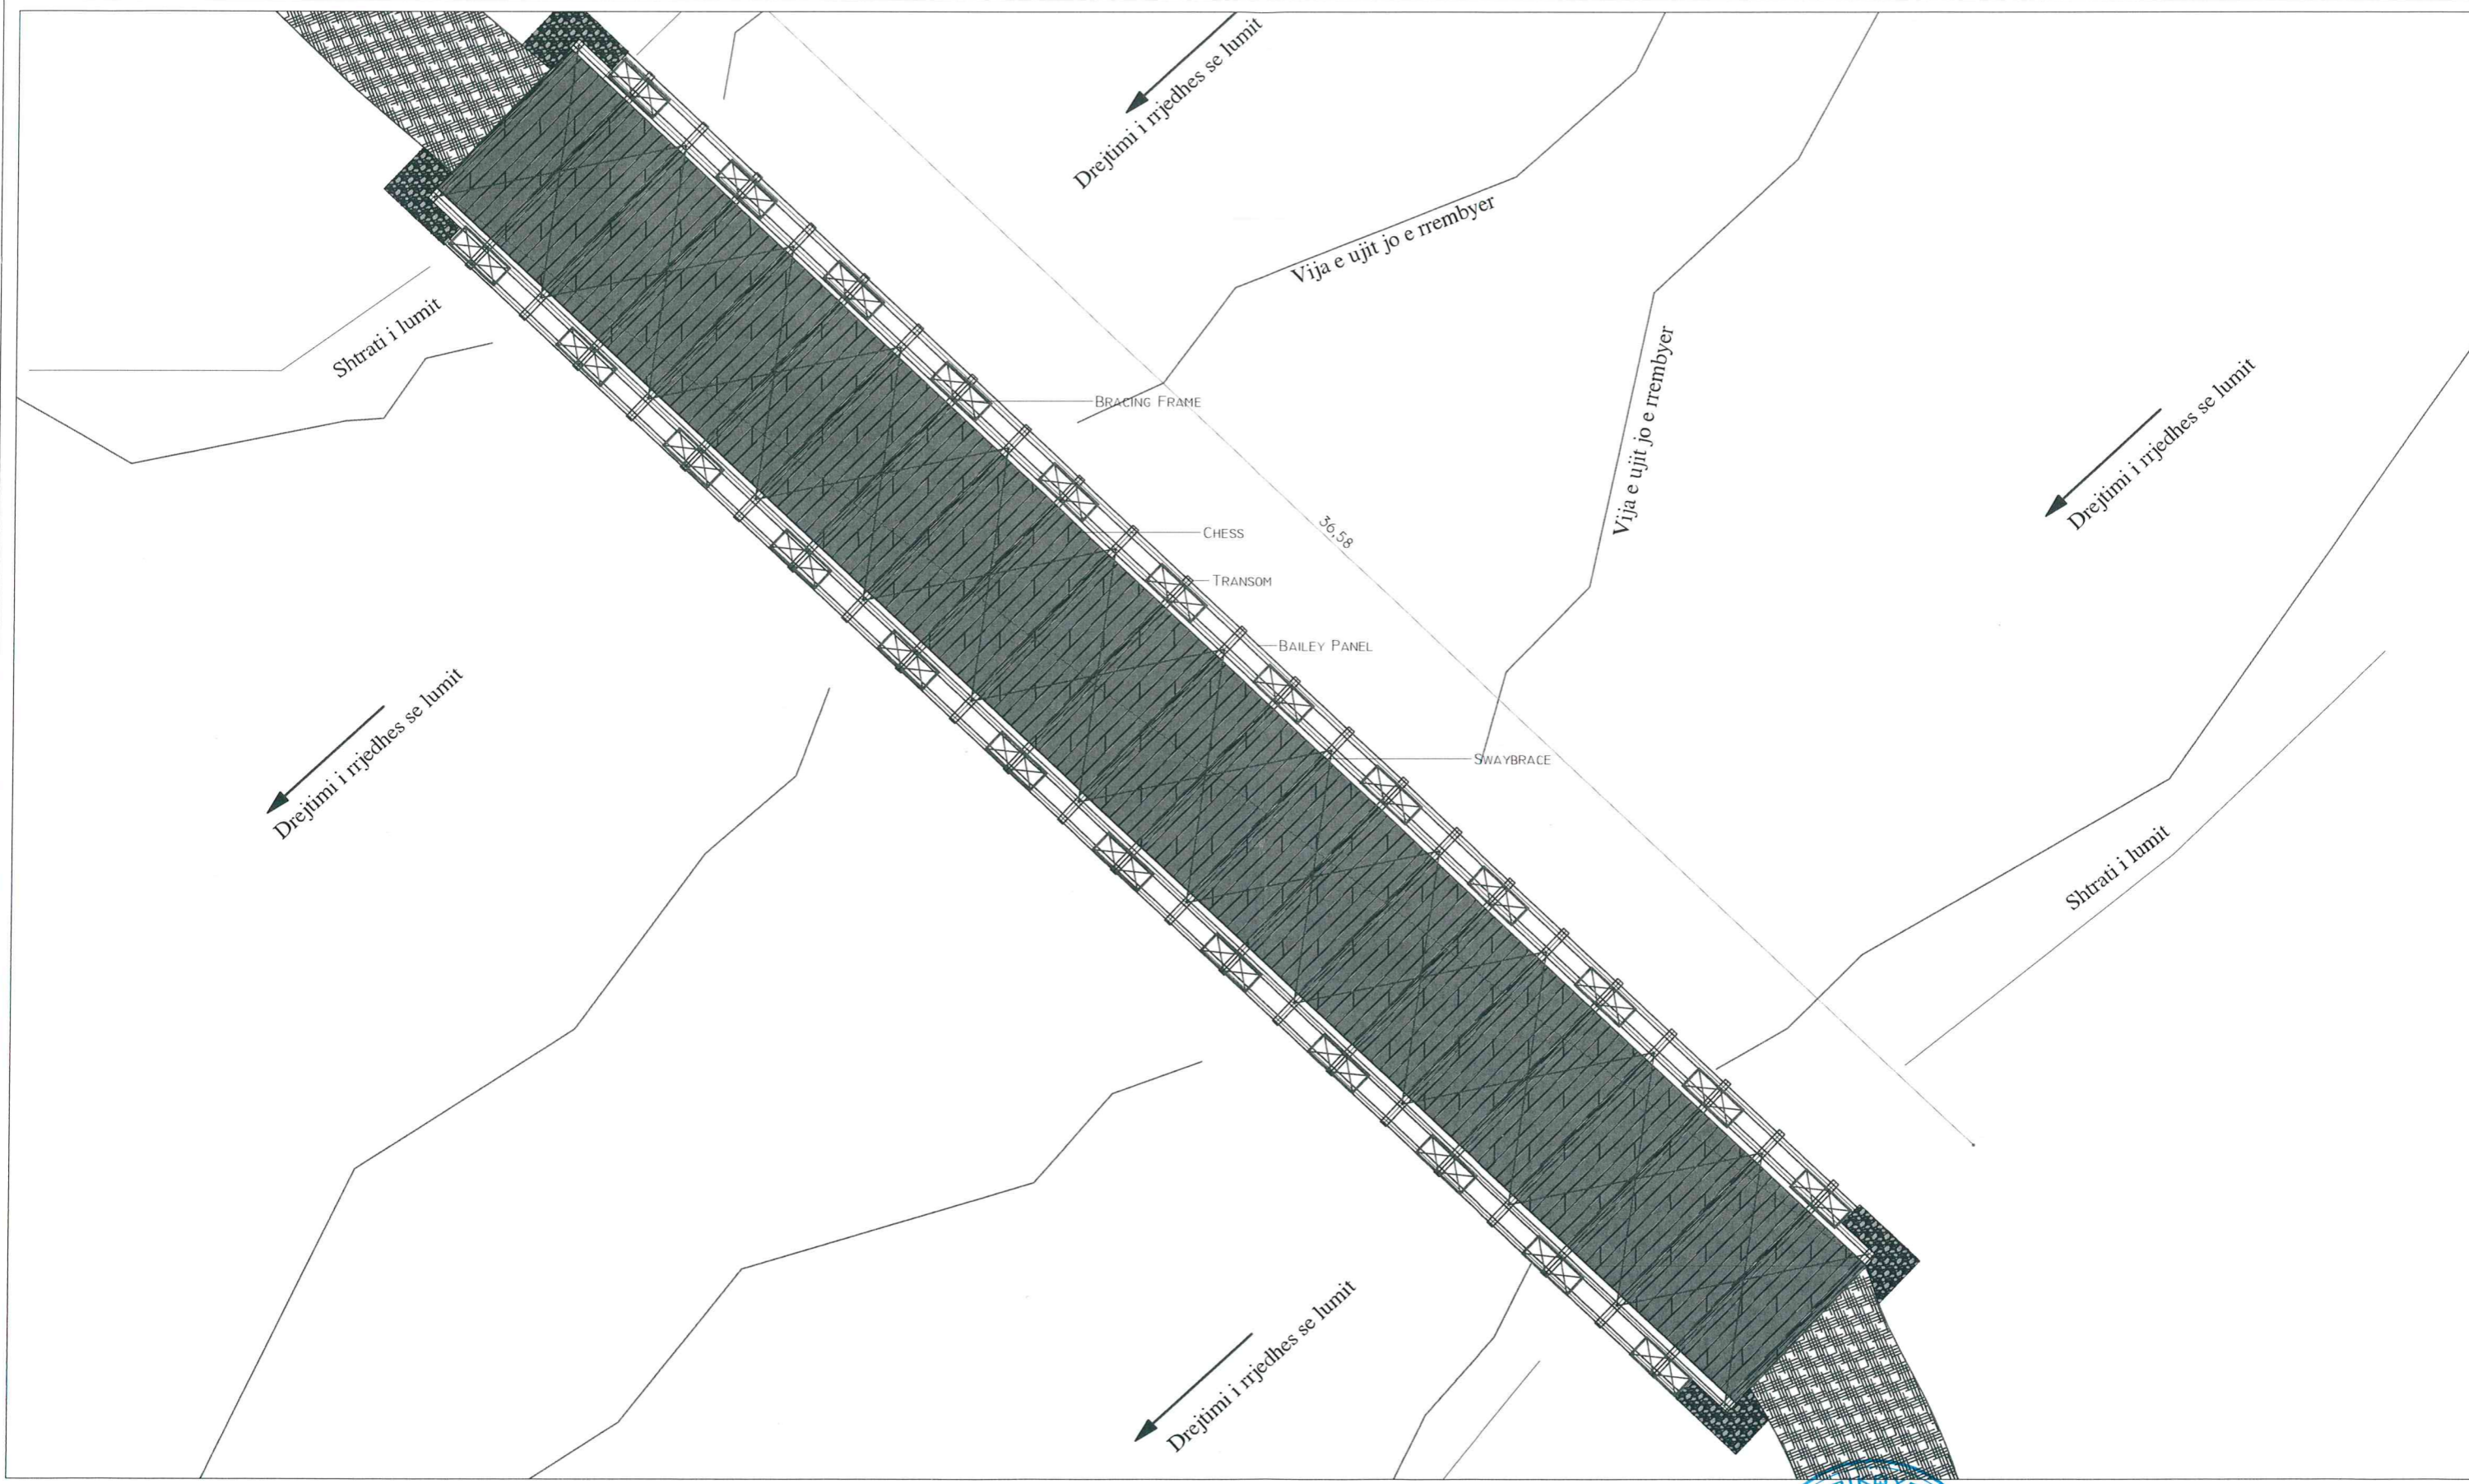 Drejtimi i rrjedhes se lumit
Vija e ujit jo e rrembyer
Shtrati i lumit
Vija e ujit jo e rrembyer
Drejtimi i rrjedhes se lumit
BRACING FRAME
CHESS
36,58
TRANSOM
BAILEY PANEL
SWAYBRACE
Drejtimi i rrjedhes se lumit
Shtrati i lumit
Drejtimi i rrjedhes se lumit